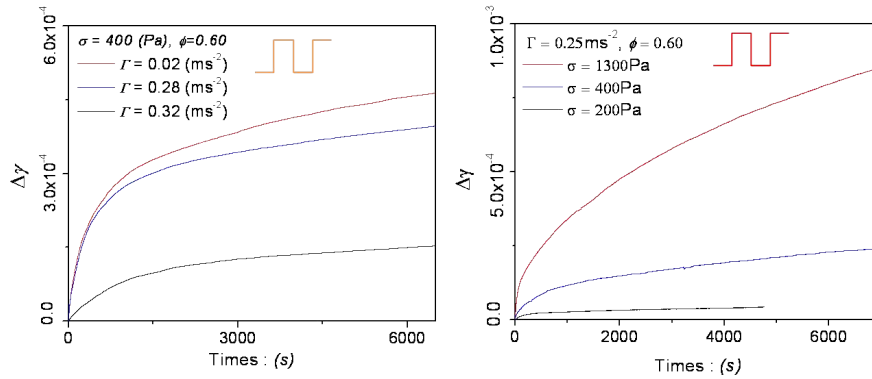 6.0x10⁻⁴
3.0x10⁻⁴
0.0
Δγ
σ = 400 (Pa), ϕ=0.60
Γ = 0.02 (ms⁻²)
Γ = 0.28 (ms⁻²)
Γ = 0.32 (ms⁻²)
0 3000 6000
Times : (s)
1.0x10⁻³
5.0x10⁻⁴
0.0
Δγ
Γ = 0.25ms⁻², ϕ = 0.60
σ = 1300Pa
σ = 400Pa
σ = 200Pa
0 2000 4000 6000
Times : (s)